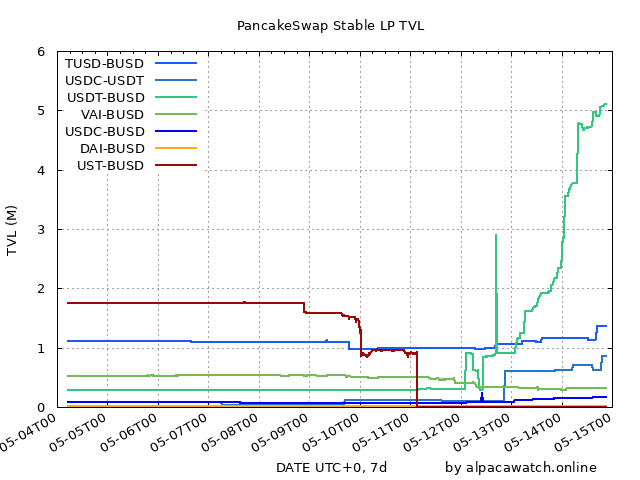 PancakeSwap Stable LP TVL
6
5
4
3
2
1
0
TVL (M)
TUSD-BUSD
USDC-USDT
USDT-BUSD
VAI-BUSD
USDC-BUSD
DAI-BUSD
UST-BUSD
05-04T00
05-05T00
05-06T00
05-07T00
05-08T00
05-09T00
05-10T00
05-11T00
05-12T00
05-13T00
05-14T00
05-15T00
DATE UTC+0, 7d
by alpacawatch.online